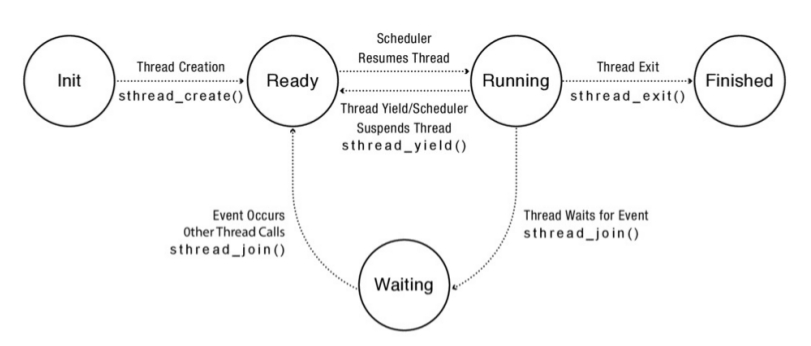 Init
Thread Creation
sthread_create()
Ready
Scheduler
Resumes Thread
Thread Yield/Scheduler
Suspends Thread
sthread_yield()
Running
Thread Exit
sthread_exit()
Finished
Event Occurs
Other Thread Calls
sthread_join()
Waiting
Thread Waits for Event
sthread_join()